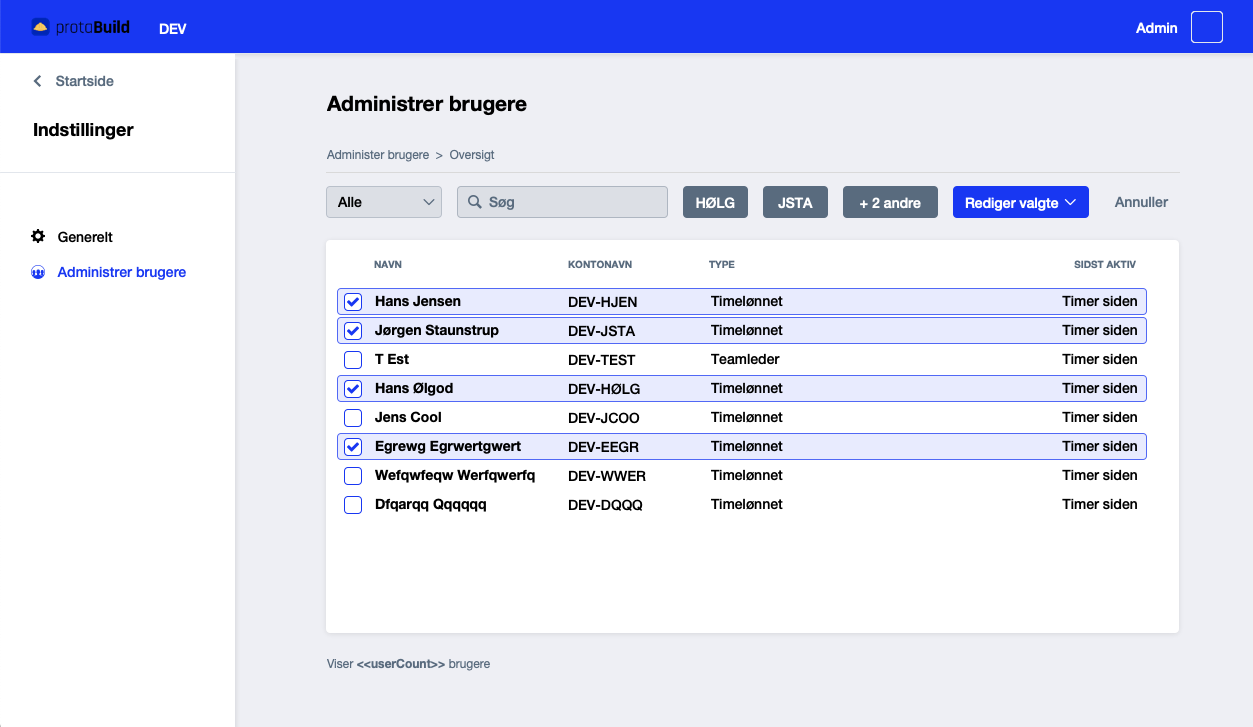 protoBuild DEV Admin
Startside
Indstillinger
Generelt
Administrer brugere
Administrer brugere
Administer brugere > Oversigt
Alle Søg HØLG JSTA + 2 andre Rediger valgte Annuller
NAVN KONTONAVN TYPE SIDST AKTIV
Hans Jensen DEV-HJEN Timelønnet Timer siden
Jørgen Staunstrup DEV-JSTA Timelønnet Timer siden
T Est DEV-TEST Teamleder Timer siden
Hans Ølgod DEV-HØLG Timelønnet Timer siden
Jens Cool DEV-JCOO Timelønnet Timer siden
Egrewg Egrwertgwert DEV-EEGR Timelønnet Timer siden
Wefqwfeqw Werfqwerfq DEV-WWER Timelønnet Timer siden
Dfqarqq Qqqqqq DEV-DQQQ Timelønnet Timer siden
Viser <<userCount>> brugere